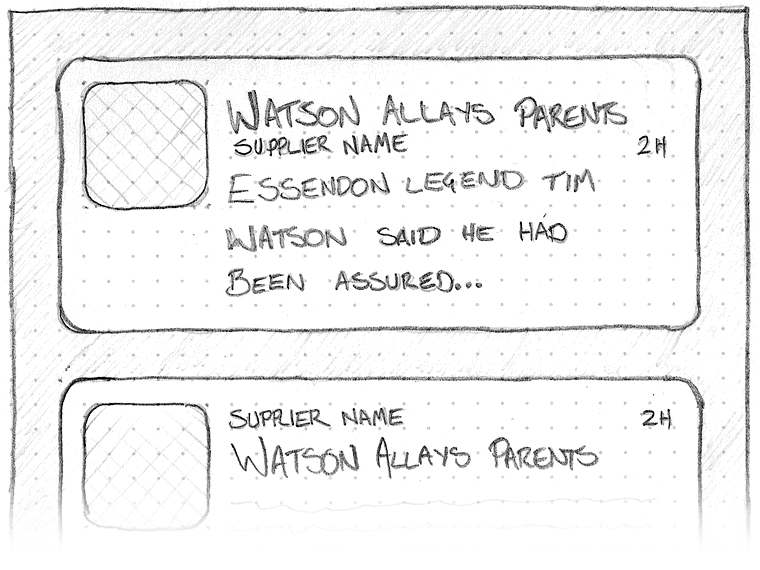 WATSON ALLAYS PARENTS
SUPPLIER NAME 2H
ESSENDON LEGEND TIM
WATSON SAID HE HAD
BEEN ASSURED...
SUPPLIER NAME 2H
WATSON ALLAYS PARENTS